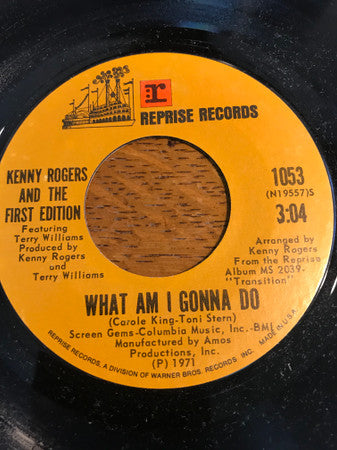 r
REPRISE RECORDS
KENNY ROGERS
AND THE
FIRST EDITION
Featuring
Terry Williams
Produced by
Kenny Rogers
and
Terry Williams
1053
(N19557)S
3:04
Arranged by
Kenny Rogers
From the Reprise
Album MS 2039-
"Transition"
WHAT AM I GONNA DO
(Carole King-Toni Stern)
Screen Gems-Columbia Music, Inc.-BMI
Manufactured by Amos
Productions, Inc.
(P) 1971
REPRISE RECORDS, A DIVISION OF WARNER BROS. RECORDS INC. MADE IN U.S.A.